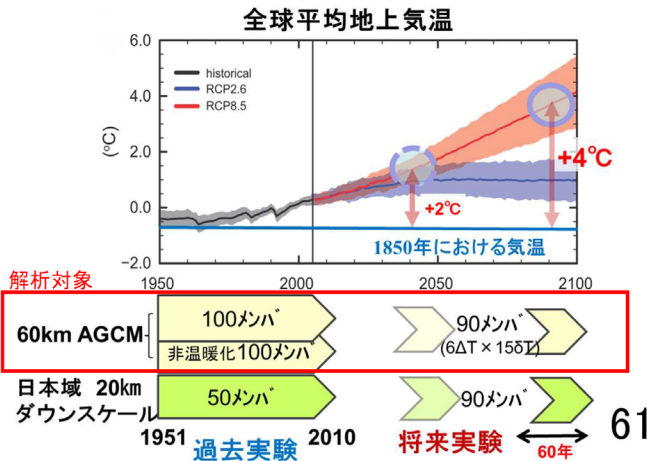 全球平均地上気温
6.0
4.0
2.0
0.0
−2.0
(℃)
historical
RCP2.6
RCP8.5
+4℃
+2℃
1850年における気温
1950
2000
2050
2100
解析対象
60km AGCM
100メンバ
非温暖化100メンバ
90メンバ
(6ΔT×15δT)
日本域 20km
ダウンスケール
50メンバ
90メンバ
1951
2010
過去実験
将来実験
60年
61